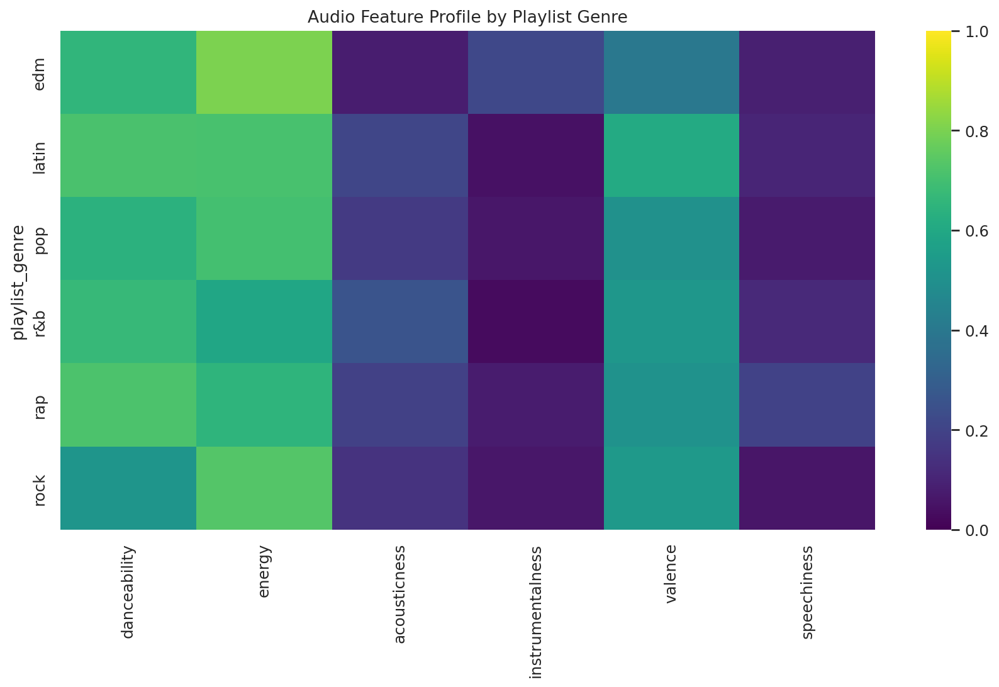 Audio Feature Profile by Playlist Genre
playlist_genre
edm
latin
pop
r&b
rap
rock
danceability
energy
acousticness
instrumentalness
valence
speechiness
1.0
0.8
0.6
0.4
0.2
0.0